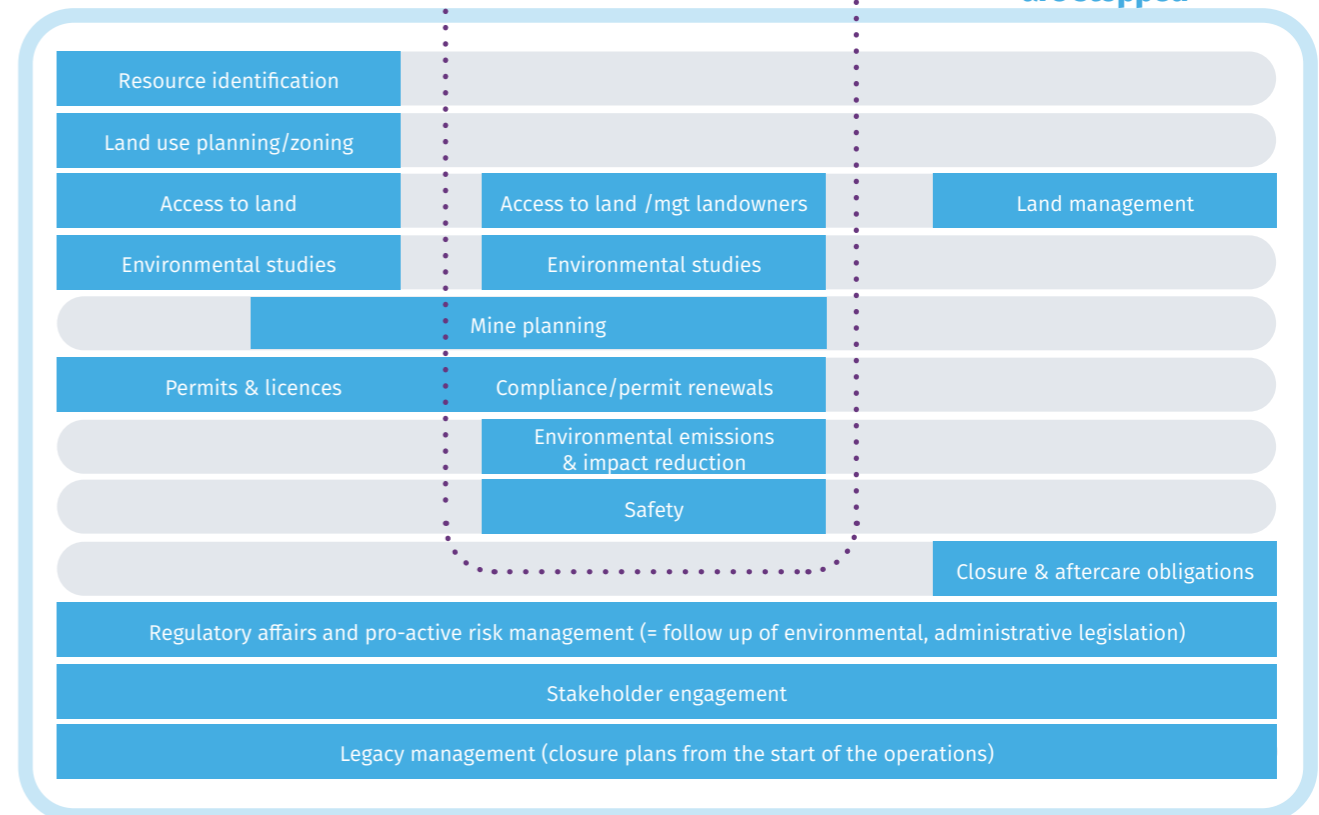 Resource identification
Land use planning/zoning
Access to land
Access to land /mgt landowners
Land management
Environmental studies
Environmental studies
Mine planning
Permits & licences
Compliance/permit renewals
Environmental emissions
& impact reduction
Safety
Closure & aftercare obligations
Regulatory affairs and pro-active risk management (= follow up of environmental, administrative legislation)
Stakeholder engagement
Legacy management (closure plans from the start of the operations)